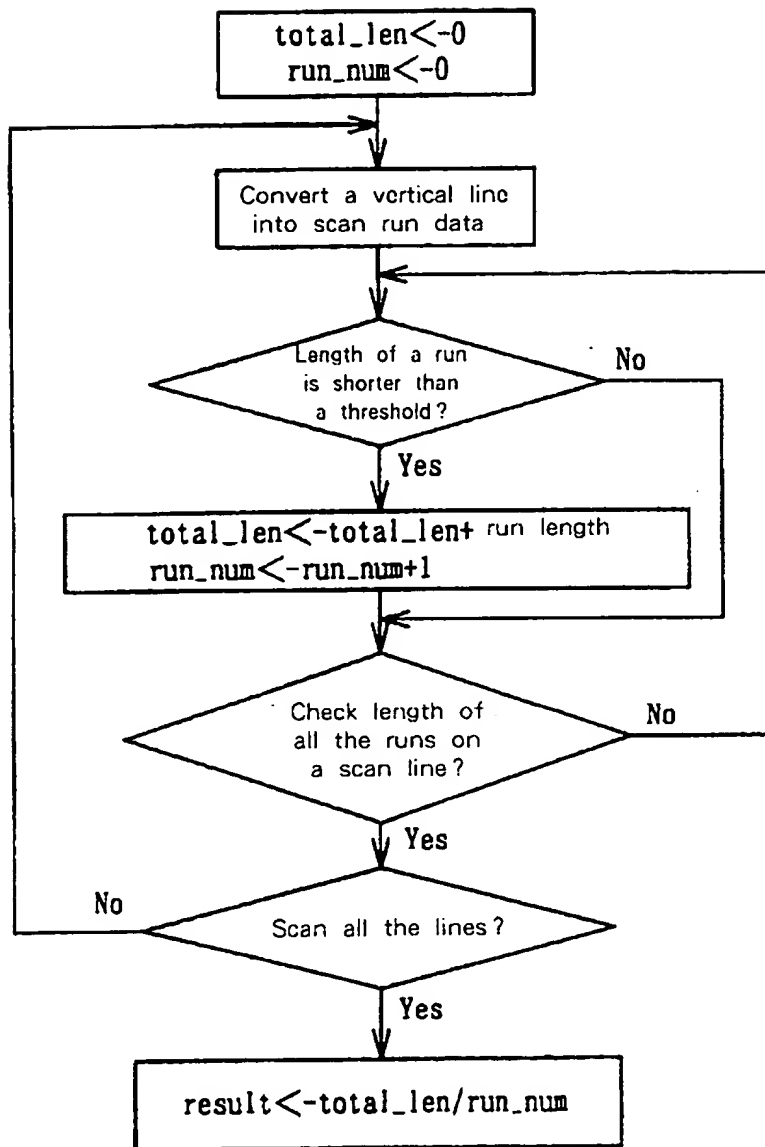 total_len<-0
run_num<-0
Convert a vertical line
into scan run data
Length of a run
is shorter than
a threshold?
No
Yes
total_len<-total_len+ run length
run_num<-run_num+1
Check length of
all the runs on
a scan line?
No
Yes
No
Scan all the lines?
Yes
result<-total_len/run_num